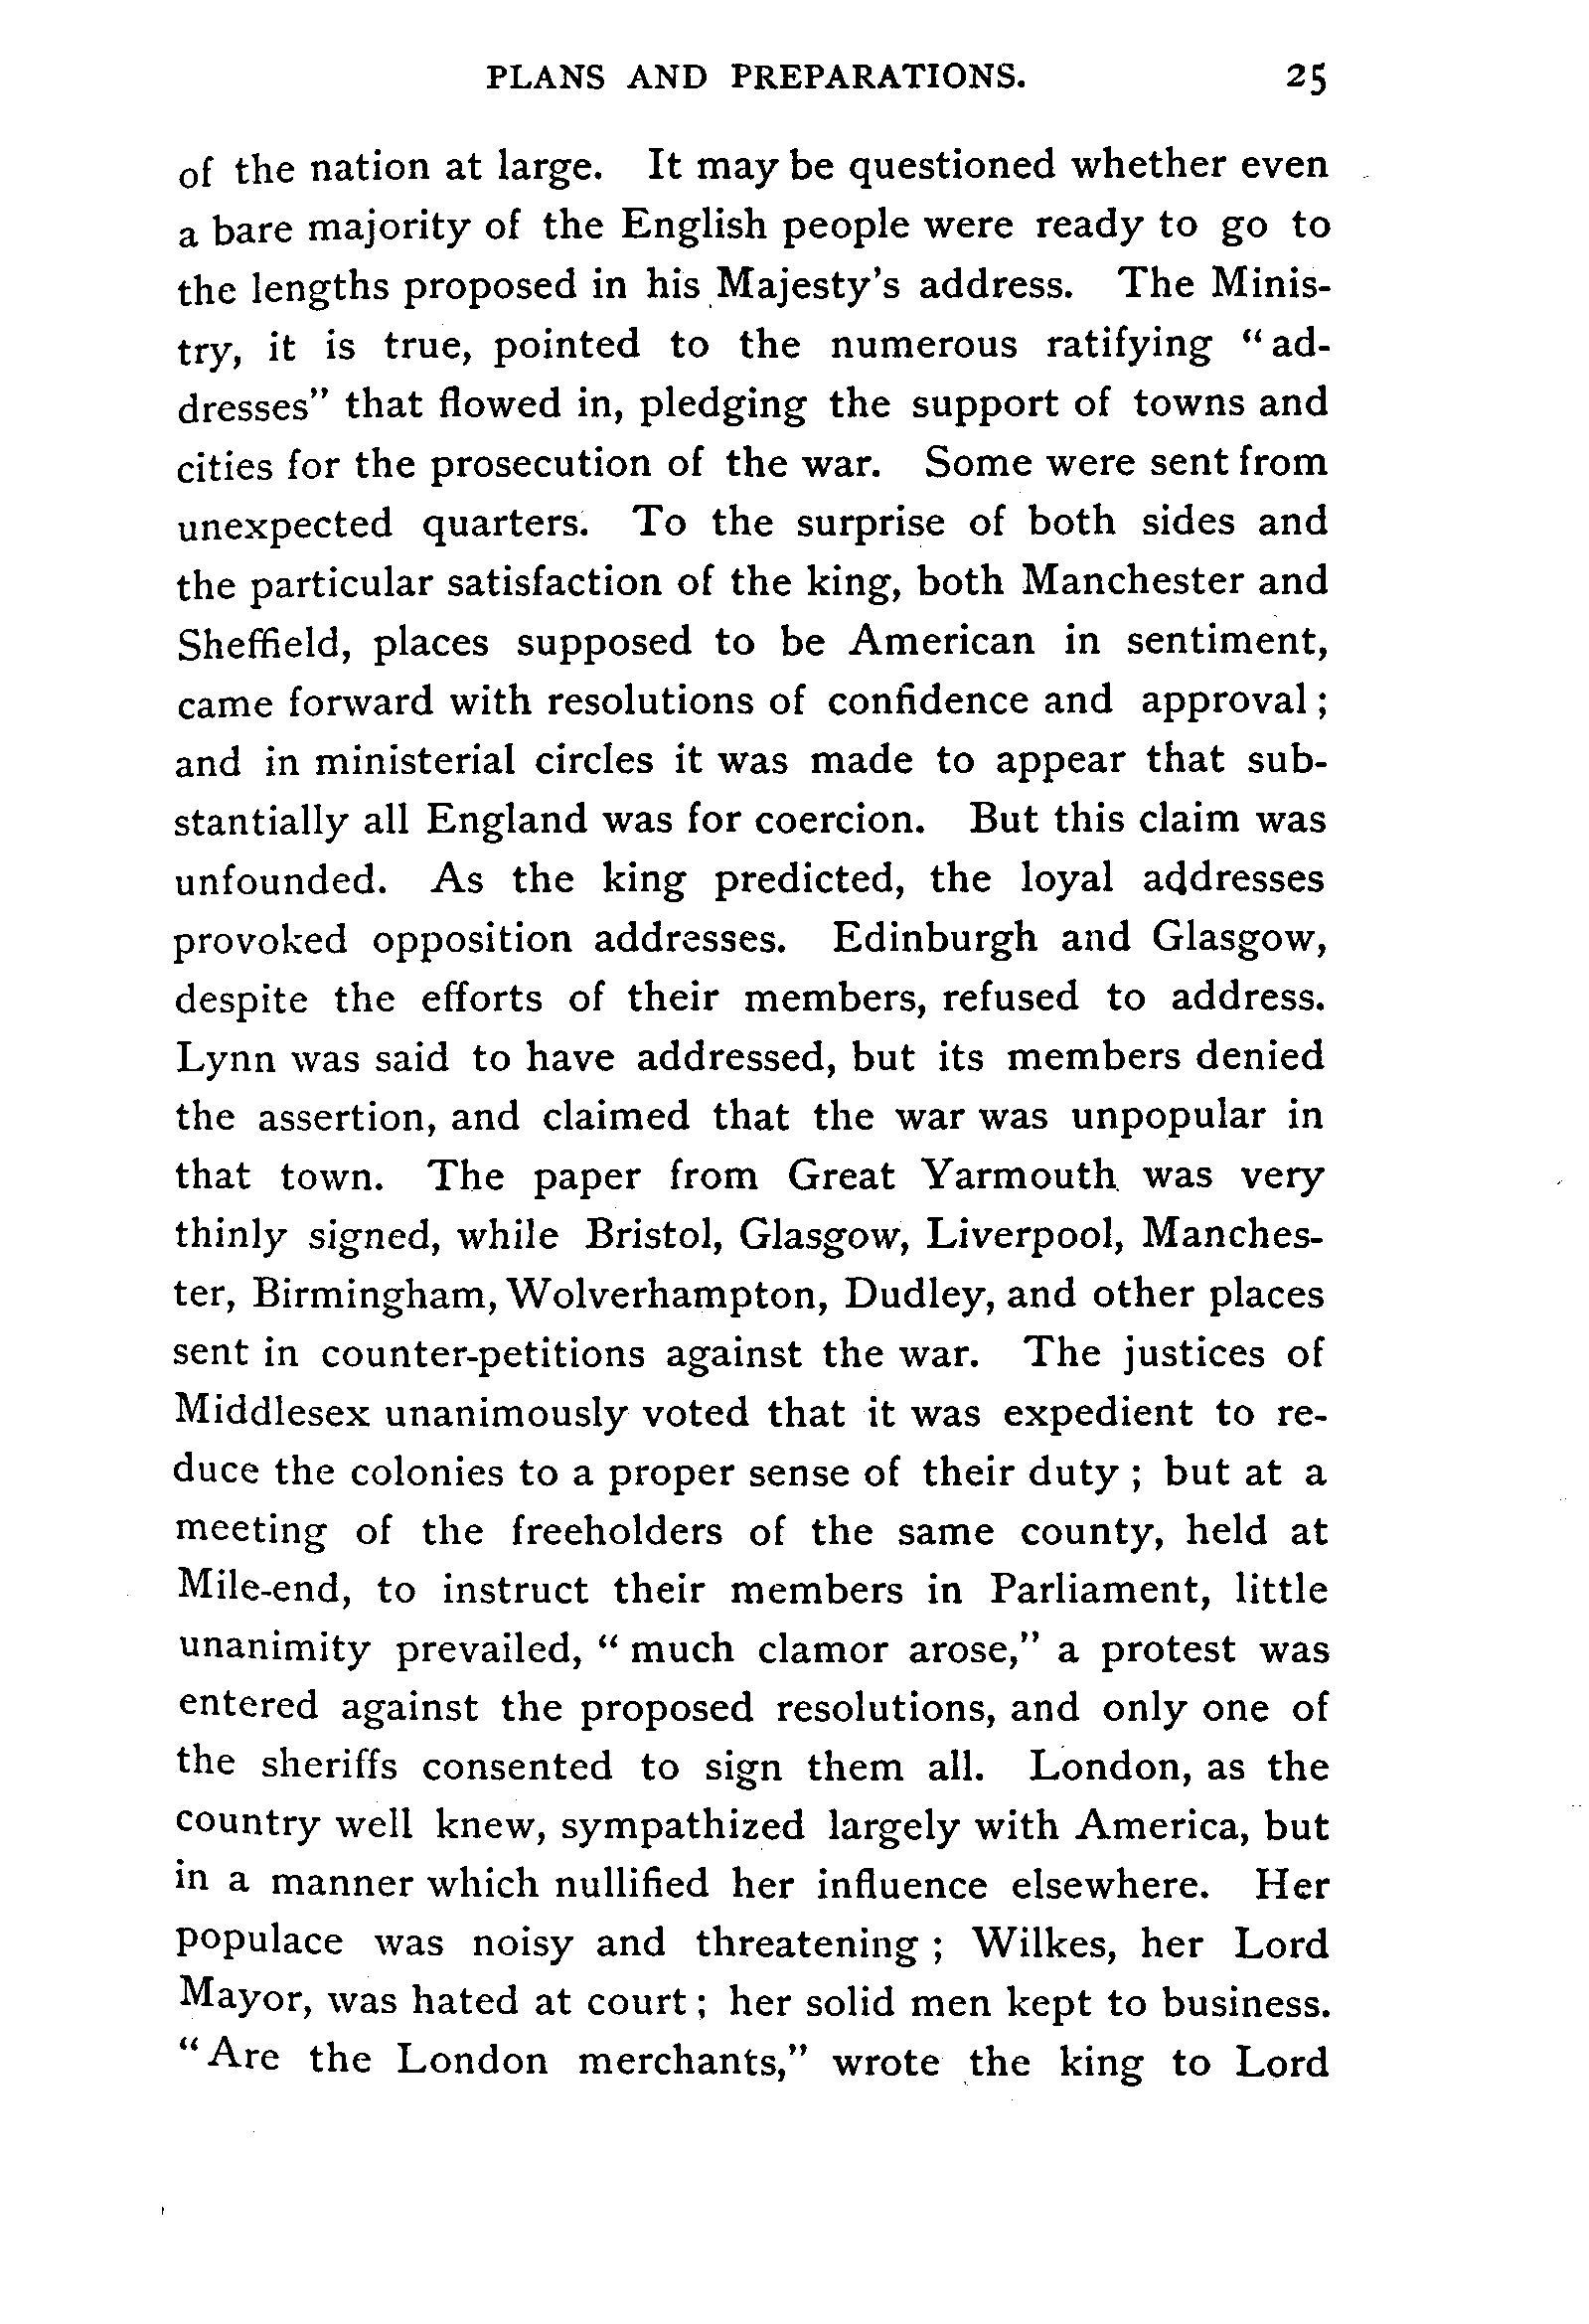 PLANS AND PREPARATIONS. 25
of the nation at large. It may be questioned whether even
a bare majority of the English people were ready to go to
the lengths proposed in his Majesty's address. The Minis-
try, it is true, pointed to the numerous ratifying "ad-
dresses" that flowed in, pledging the support of towns and
cities for the prosecution of the war. Some were sent from
unexpected quarters. To the surprise of both sides and
the particular satisfaction of the king, both Manchester and
Sheffield, places supposed to be American in sentiment,
came forward with resolutions of confidence and approval;
and in ministerial circles it was made to appear that sub-
stantially all England was for coercion. But this claim was
unfounded. As the king predicted, the loyal addresses
provoked opposition addresses. Edinburgh and Glasgow,
despite the efforts of their members, refused to address.
Lynn was said to have addressed, but its members denied
the assertion, and claimed that the war was unpopular in
that town. The paper from Great Yarmouth was very
thinly signed, while Bristol, Glasgow, Liverpool, Manches-
ter, Birmingham, Wolverhampton, Dudley, and other places
sent in counter-petitions against the war. The justices of
Middlesex unanimously voted that it was expedient to re-
duce the colonies to a proper sense of their duty; but at a
meeting of the freeholders of the same county, held at
Mile-end, to instruct their members in Parliament, little
unanimity prevailed, "much clamor arose," a protest was
entered against the proposed resolutions, and only one of
the sheriffs consented to sign them all. London, as the
country well knew, sympathized largely with America, but
in a manner which nullified her influence elsewhere. Her
populace was noisy and threatening; Wilkes, her Lord
Mayor, was hated at court; her solid men kept to business.
"Are the London merchants," wrote the king to Lord